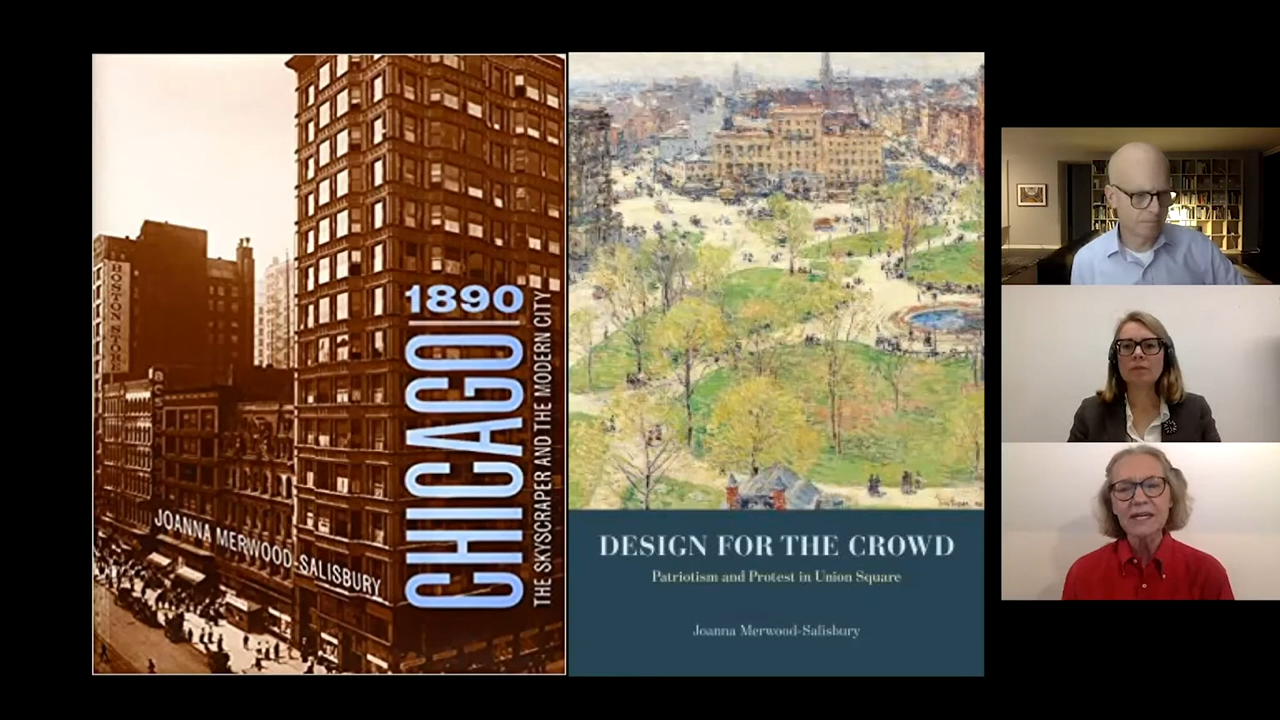 BOSTON STORE
1890
CHICAGO
THE SKYSCRAPER AND THE MODERN CITY
JOANNA MERWOOD-SALISBURY
DESIGN FOR THE CROWD
Patriotism and Protest in Union Square
Joanna Merwood-Salisbury